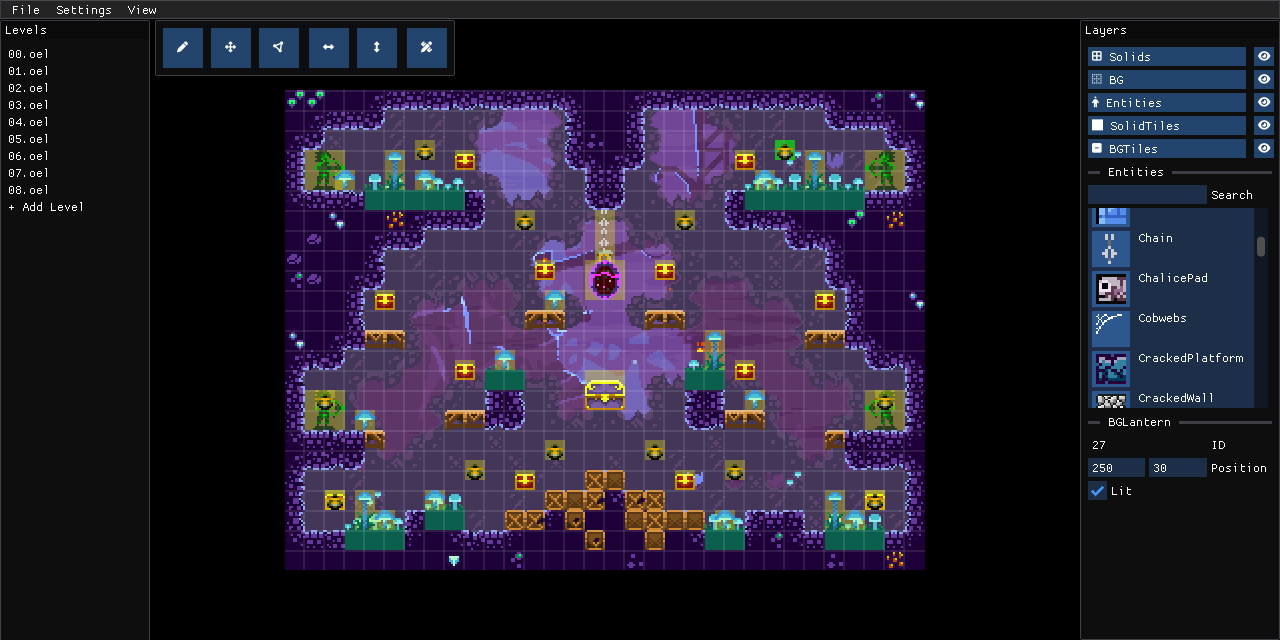 File Settings View
Levels
00.oel
01.oel
02.oel
03.oel
04.oel
05.oel
06.oel
07.oel
08.oel
+ Add Level
Layers
Solids
BG
Entities
SolidTiles
BGTiles
Entities
Search
Chain
ChalicePad
Cobwebs
CrackedPlatform
CrackedWall
BGLantern
27 ID
250 30 Position
Lit